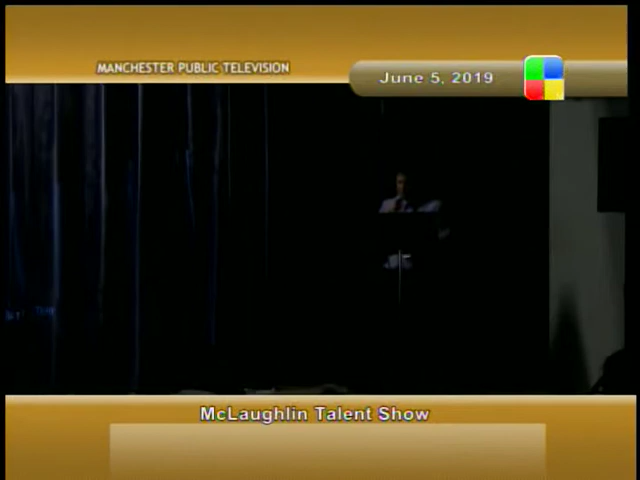 MANCHESTER PUBLIC TELEVISION
June 5, 2019
McLaughlin Talent Show